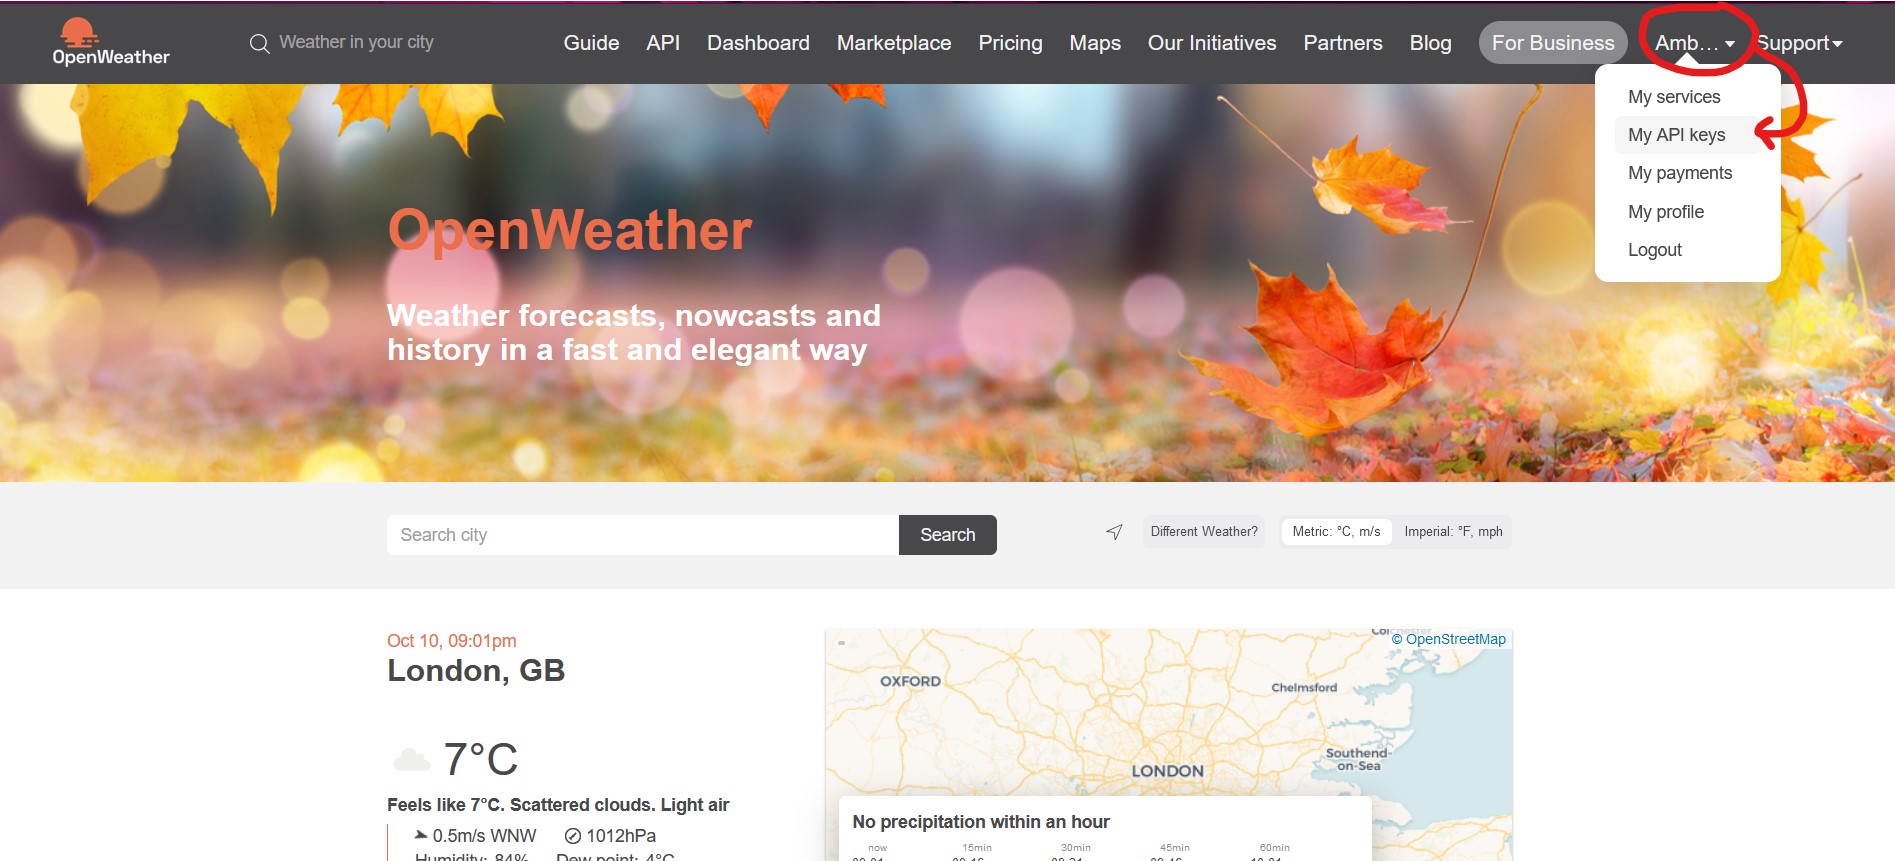 OpenWeather
Weather in your city
Guide API Dashboard Marketplace Pricing Maps Our Initiatives Partners Blog For Business Amb... Support
My services
My API keys
My payments
My profile
Logout
OpenWeather
Weather forecasts, nowcasts and
history in a fast and elegant way
Search city
Search
Different Weather?
Metric: °C, m/s
Imperial: °F, mph
Oct 10, 09:01pm
London, GB
7°C
Feels like 7°C. Scattered clouds. Light air
0.5m/s WNW 1012hPa
Humidity: 84% Dew point: 4°C
© OpenStreetMap
OXFORD
Chelmsford
Southend-
on-Sea
LONDON
No precipitation within an hour
now 15min 30min 45min 60min